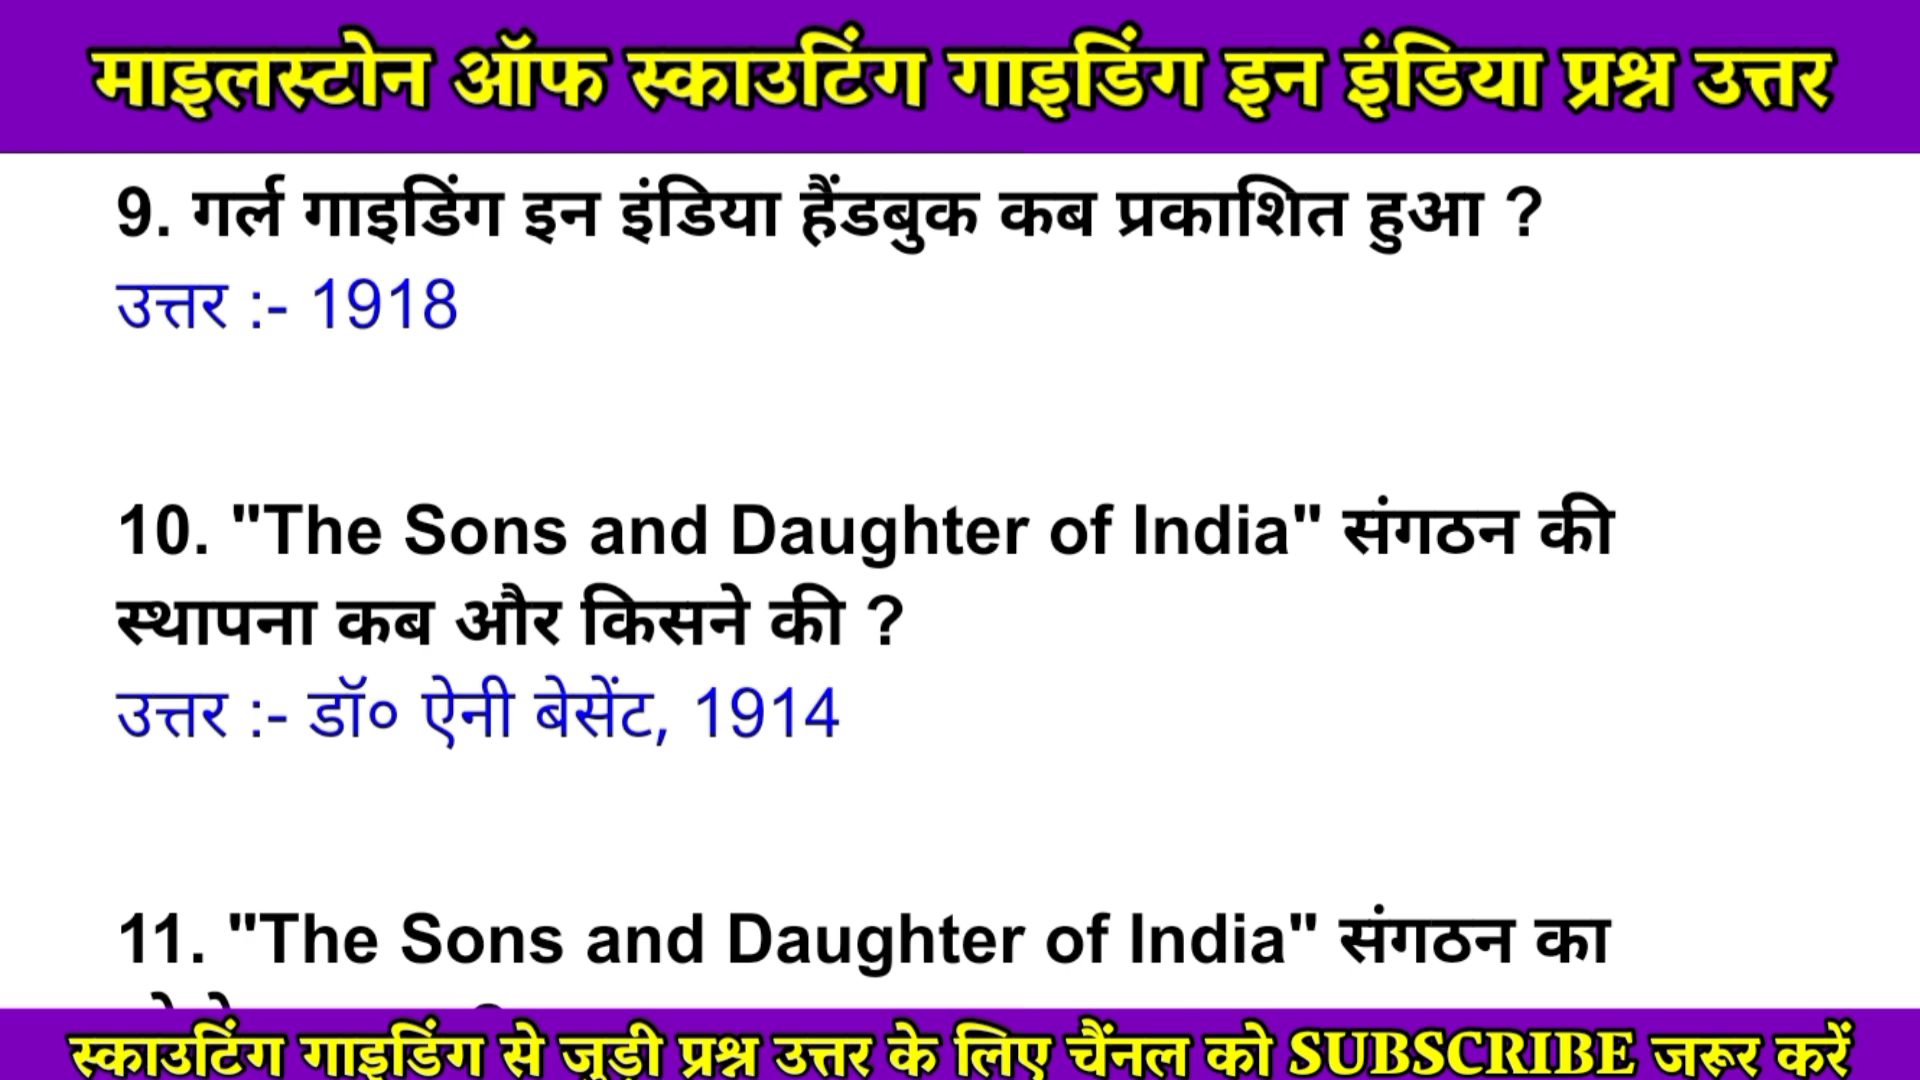 माइलस्टोन ऑफ स्काउटिंग गाइडिंग इन इंडिया प्रश्न उत्तर
9. गर्ल गाइडिंग इन इंडिया हैंडबुक कब प्रकाशित हुआ ?
उत्तर :- 1918
10. "The Sons and Daughter of India" संगठन की
स्थापना कब और किसने की ?
उत्तर :- डॉ० ऐनी बेसेंट, 1914
11. "The Sons and Daughter of India" संगठन का
स्काउटिंग गाइडिंग से जुड़ी प्रश्न उत्तर के लिए चैंनल को SUBSCRIBE जरूर करें